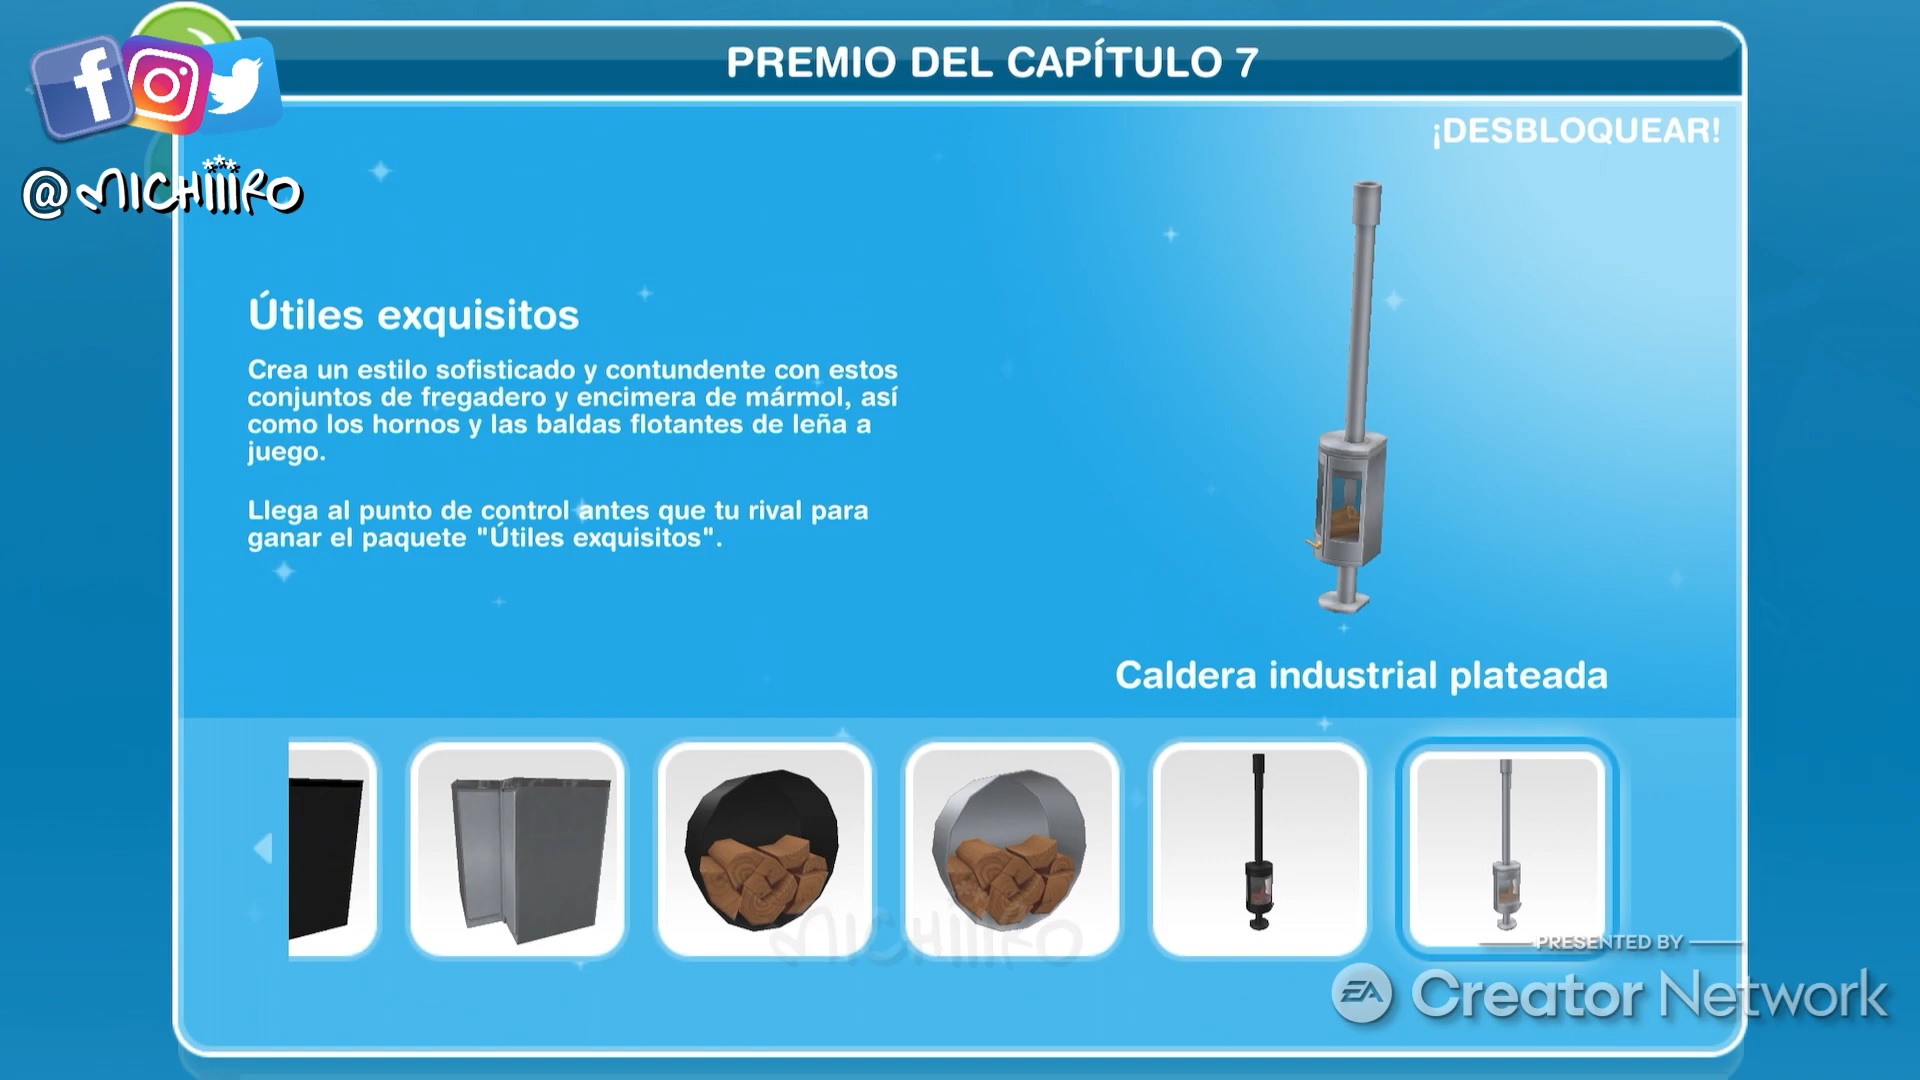 PREMIO DEL CAPÍTULO 7
@MICHIIIRO
¡DESBLOQUEAR!
Útiles exquisitos
Crea un estilo sofisticado y contundente con estos
conjuntos de fregadero y encimera de mármol, así
como los hornos y las baldas flotantes de leña a
juego.
Llega al punto de control antes que tu rival para
ganar el paquete "Útiles exquisitos".
Caldera industrial plateada
MICHIIIRO
PRESENTED BY
EA Creator Network